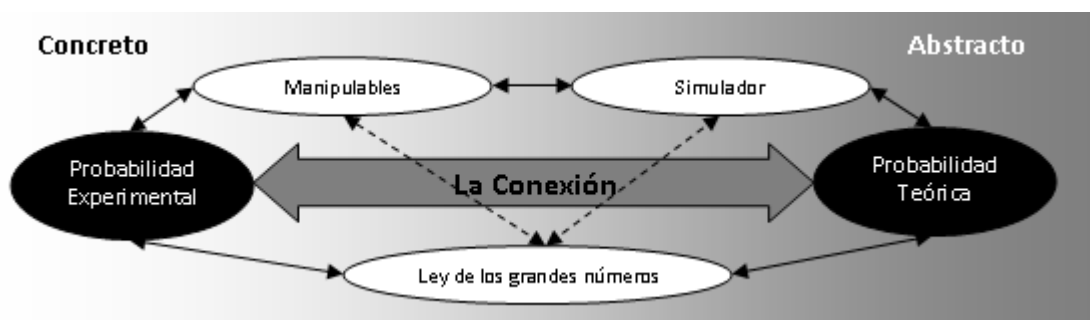 Concreto
Abstracto
Manipulables
Simulador
Probabilidad
Experimental
La Conexión
Probabilidad
Teórica
Ley de los grandes números